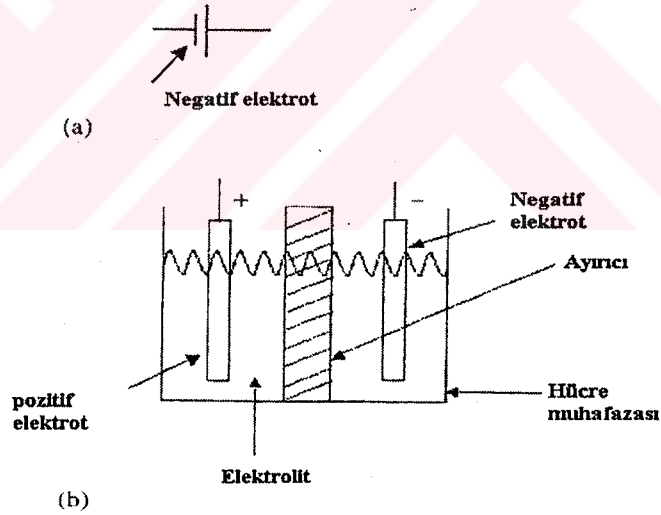 Negatif elektrot
(a)
+
−
Negatif
elektrot
Ayırıcı
pozitif
elektrot
Hücre
muhafazası
Elektrolit
(b)